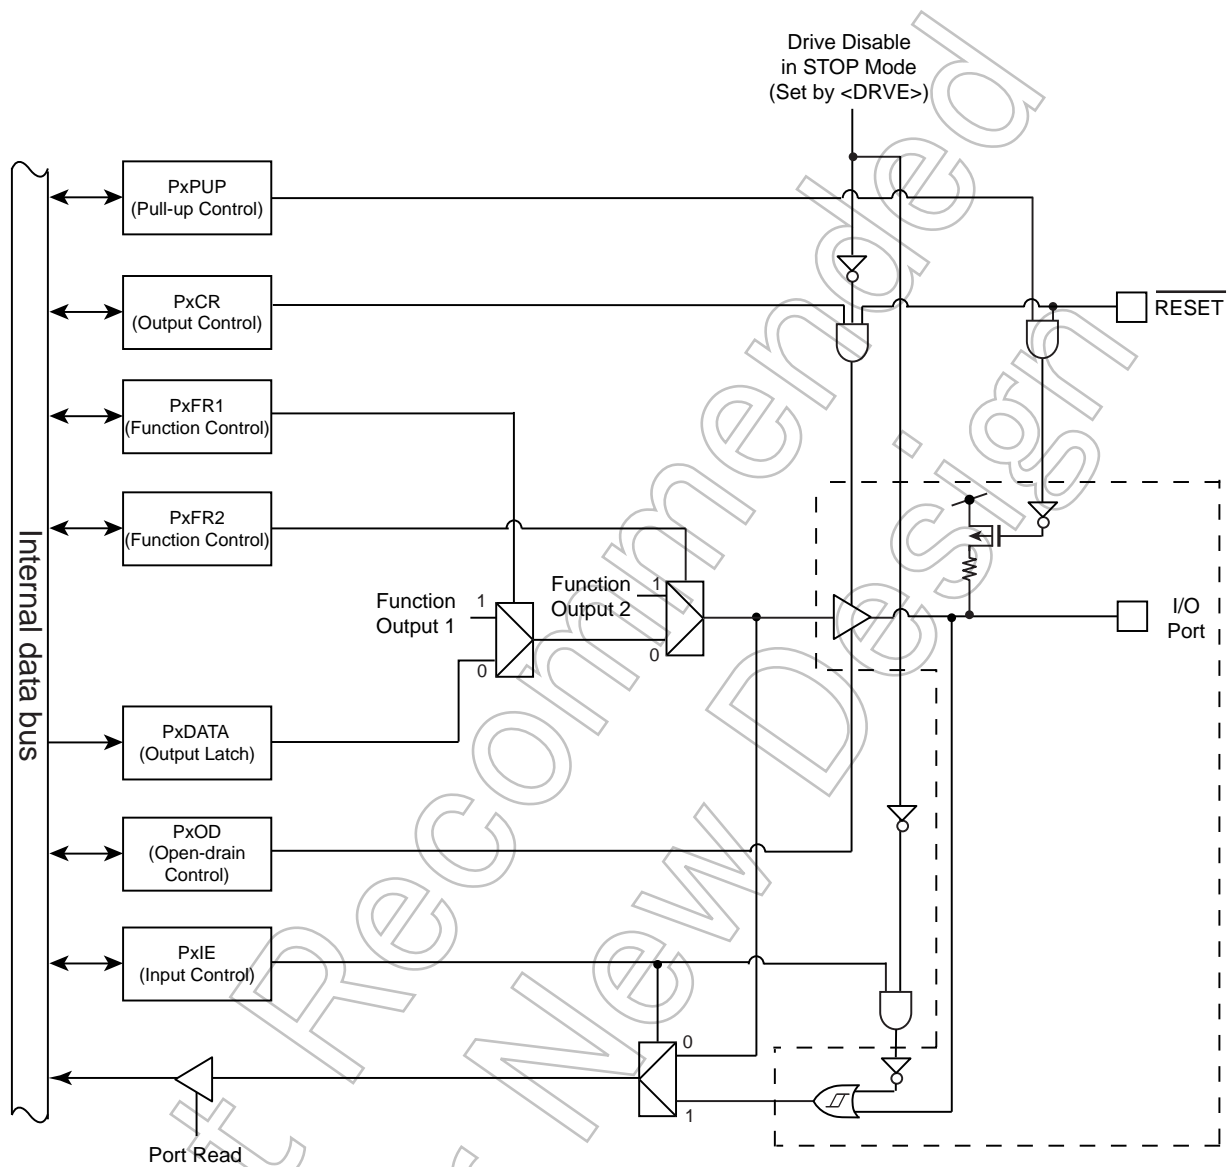 Drive Disable
in STOP Mode
(Set by <DRVE>)
PxPUP
(Pull-up Control)
PxCR
(Output Control)
RESET
PxFR1
(Function Control)
PxFR2
(Function Control)
Internal data bus
Function
Output 1
1
0
Function
Output 2
1
0
I/O
Port
PxDATA
(Output Latch)
PxOD
(Open-drain
Control)
PxIE
(Input Control)
0
1
Port Read
t Recommended
New Design